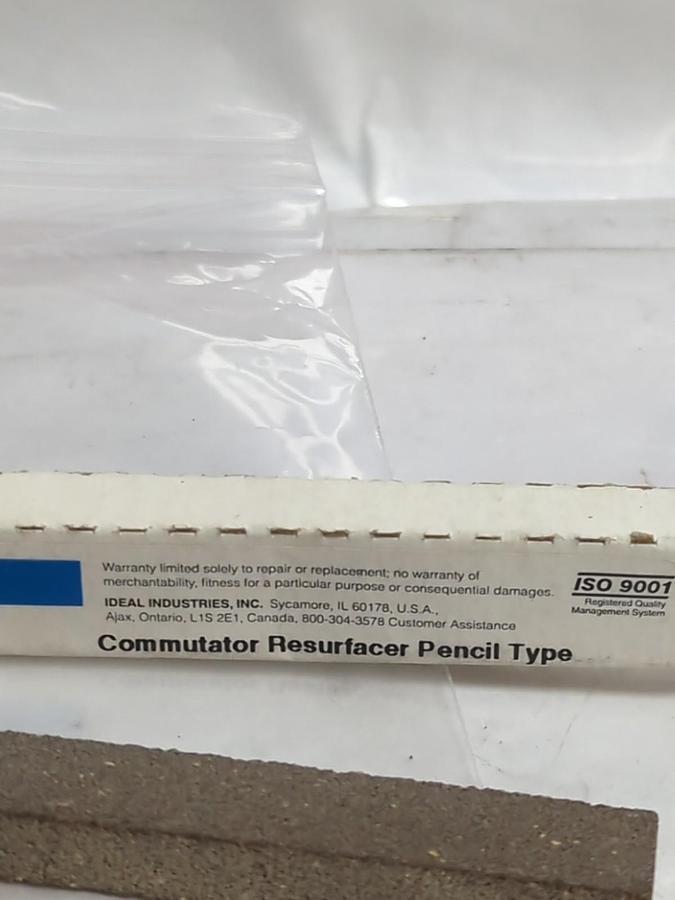 Warranty limited solely to repair or replacement; no warranty of
merchantability, fitness for a particular purpose or consequential damages.
IDEAL INDUSTRIES, INC. Sycamore, IL 60178, U.S.A.,
Ajax, Ontario, L1S 2E1, Canada, 800-304-3578 Customer Assistance
Commutator Resurfacer Pencil Type
ISO 9001
Registered Quality
Management System